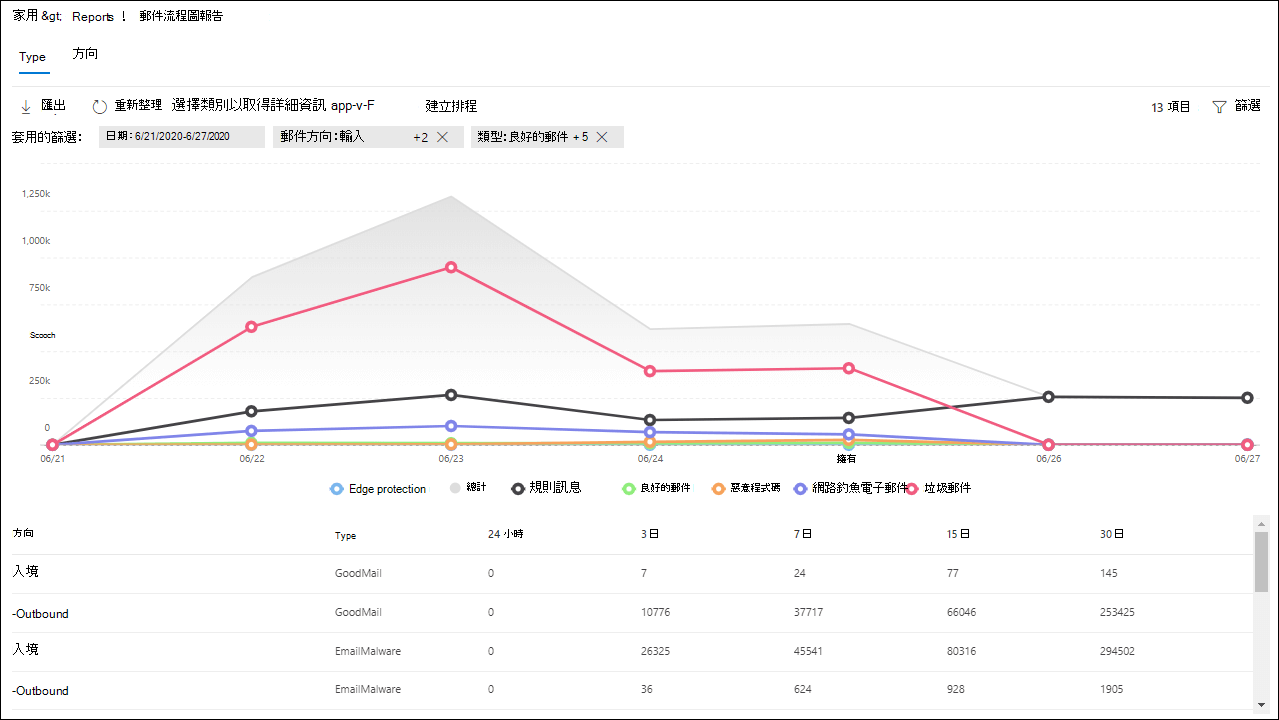 家用 &gt; Reports ! 郵件流程圖報告
Type 方向
匯出 重新整理 選擇類別以取得詳細資訊 app-v-F 建立排程 13 項目 篩選
套用的篩選: 日期: 6/21/2020-6/27/2020 郵件方向:輸入 +2 類型:良好的郵件 +5
1,250k
1,000k
750k
Scooch
250k
0
06/21 06/22 06/23 06/24 擁有 06/26 06/27
Edge protection 總計 規則訊息 良好的郵件 惡意程式碼 網路釣魚電子郵件 垃圾郵件
方向 Type 24 小時 3日 7日 15日 30日
入境 GoodMail 0 7 24 77 145
-Outbound GoodMail 0 10776 37717 66046 253425
入境 EmailMalware 0 26325 45541 80316 294502
-Outbound EmailMalware 0 36 624 928 1905